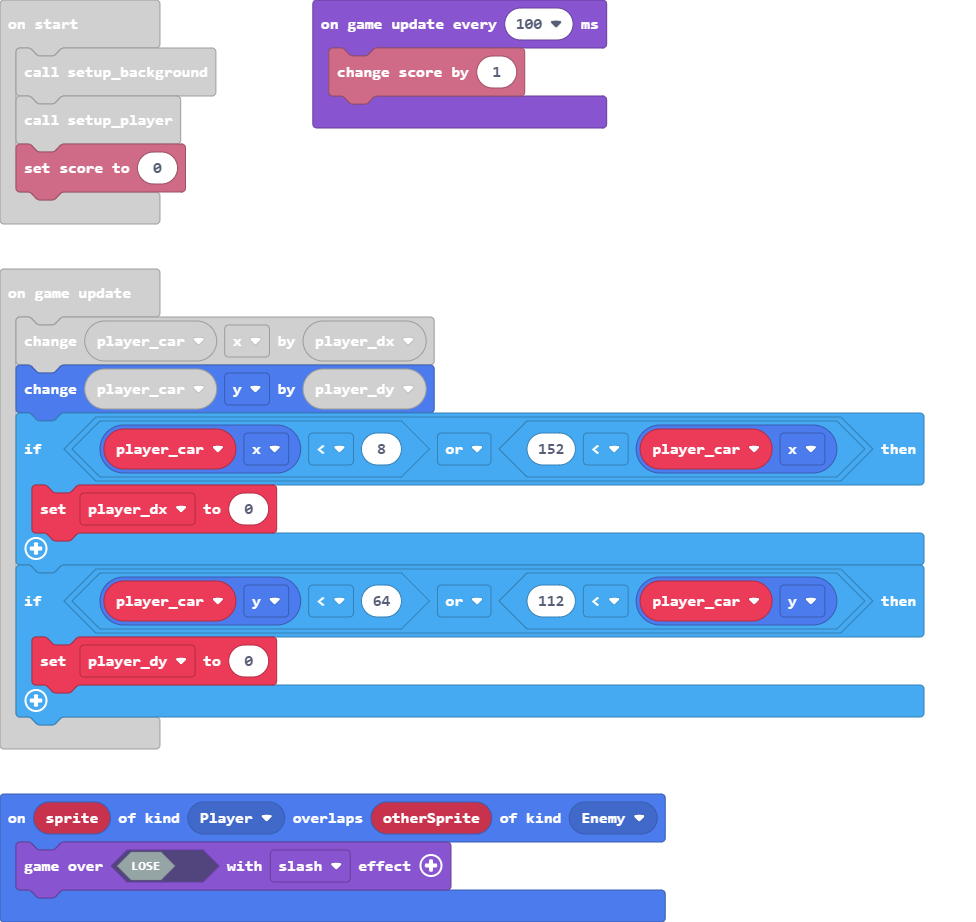 on start
call setup_background
call setup_player
set score to 0
on game update every 100 ms
change score by 1
on game update
change player_car x by player_dx
change player_car y by player_dy
if player_car x < 8 or 152 < player_car x then
set player_dx to 0
if player_car y < 64 or 112 < player_car y then
set player_dy to 0
on sprite of kind Player overlaps otherSprite of kind Enemy
game over LOSE with slash effect